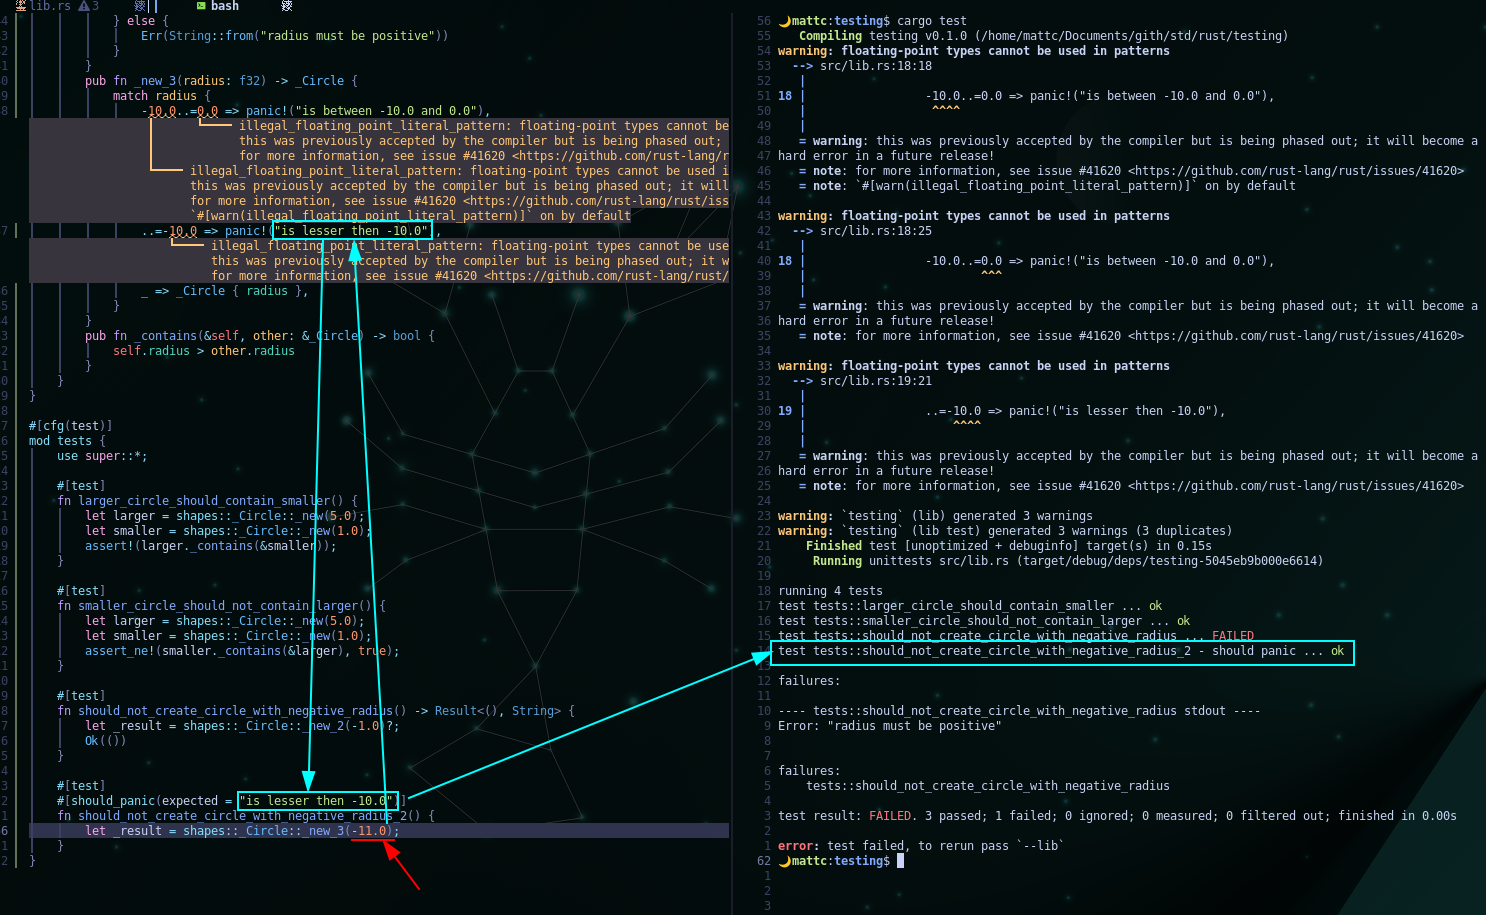 lib.rs 3 bash
4 } else {
3 Err(String::from("radius must be positive"))
2 }
1 }
0 pub fn _new_3(radius: f32) -> _Circle {
9 match radius {
8 -10.0..=0.0 => panic!("is between -10.0 and 0.0"),
illegal_floating_point_literal_pattern: floating-point types cannot be
this was previously accepted by the compiler but is being phased out;
for more information, see issue #41620 <https://github.com/rust-lang/r
illegal_floating_point_literal_pattern: floating-point types cannot be used i
this was previously accepted by the compiler but is being phased out; it will
for more information, see issue #41620 <https://github.com/rust-lang/rust/iss
`#[warn(illegal_floating_point_literal_pattern)]` on by default
7 ..=-10.0 => panic!("is lesser then -10.0"),
illegal_floating_point_literal_pattern: floating-point types cannot be use
this was previously accepted by the compiler but is being phased out; it w
for more information, see issue #41620 <https://github.com/rust-lang/rust/
6 _ => _Circle { radius },
5 }
4 }
3 pub fn _contains(&self, other: &_Circle) -> bool {
2 self.radius > other.radius
1 }
0 }
9 }
8
7 #[cfg(test)]
6 mod tests {
5 use super::*;
4
3 #[test]
2 fn larger_circle_should_contain_smaller() {
1 let larger = shapes::_Circle::_new(5.0);
0 let smaller = shapes::_Circle::_new(1.0);
9 assert!(larger._contains(&smaller));
8 }
7
6 #[test]
5 fn smaller_circle_should_not_contain_larger() {
4 let larger = shapes::_Circle::_new(5.0);
3 let smaller = shapes::_Circle::_new(1.0);
2 assert_ne!(smaller._contains(&larger), true);
1 }
0
9 #[test]
8 fn should_not_create_circle_with_negative_radius() -> Result<(), String> {
7 let _result = shapes::_Circle::_new_2(-1.0)?;
6 Ok(())
5 }
4
3 #[test]
2 #[should_panic(expected = "is lesser then -10.0")]
1 fn should_not_create_circle_with_negative_radius_2() {
6 let _result = shapes::_Circle::_new_3(-11.0);
1 }
2 }
56 mattc:testing$ cargo test
55 Compiling testing v0.1.0 (/home/mattc/Documents/gith/std/rust/testing)
54 warning: floating-point types cannot be used in patterns
53 --> src/lib.rs:18:18
52 |
51 18 | -10.0..=0.0 => panic!("is between -10.0 and 0.0"),
50 | ^^^^
49 |
48 = warning: this was previously accepted by the compiler but is being phased out; it will become a
47 hard error in a future release!
46 = note: for more information, see issue #41620 <https://github.com/rust-lang/rust/issues/41620>
45 = note: `#[warn(illegal_floating_point_literal_pattern)]` on by default
44
43 warning: floating-point types cannot be used in patterns
42 --> src/lib.rs:18:25
41 |
40 18 | -10.0..=0.0 => panic!("is between -10.0 and 0.0"),
39 | ^^^
38 |
37 = warning: this was previously accepted by the compiler but is being phased out; it will become a
36 hard error in a future release!
35 = note: for more information, see issue #41620 <https://github.com/rust-lang/rust/issues/41620>
34
33 warning: floating-point types cannot be used in patterns
32 --> src/lib.rs:19:21
31 |
30 19 | ..=-10.0 => panic!("is lesser then -10.0"),
29 | ^^^^
28 |
27 = warning: this was previously accepted by the compiler but is being phased out; it will become a
26 hard error in a future release!
25 = note: for more information, see issue #41620 <https://github.com/rust-lang/rust/issues/41620>
24
23 warning: `testing` (lib) generated 3 warnings
22 warning: `testing` (lib test) generated 3 warnings (3 duplicates)
21 Finished test [unoptimized + debuginfo] target(s) in 0.15s
20 Running unittests src/lib.rs (target/debug/deps/testing-5045eb9b000e6614)
19
18 running 4 tests
17 test tests::larger_circle_should_contain_smaller ... ok
16 test tests::smaller_circle_should_not_contain_larger ... ok
15 test tests::should_not_create_circle_with_negative_radius ... FAILED
14 test tests::should_not_create_circle_with_negative_radius_2 - should panic ... ok
13
12 failures:
11
10 ---- tests::should_not_create_circle_with_negative_radius stdout ----
9 Error: "radius must be positive"
8
7
6 failures:
5 tests::should_not_create_circle_with_negative_radius
4
3 test result: FAILED. 3 passed; 1 failed; 0 ignored; 0 measured; 0 filtered out; finished in 0.00s
2
1 error: test failed, to rerun pass `--lib`
62 mattc:testing$
1
2
3